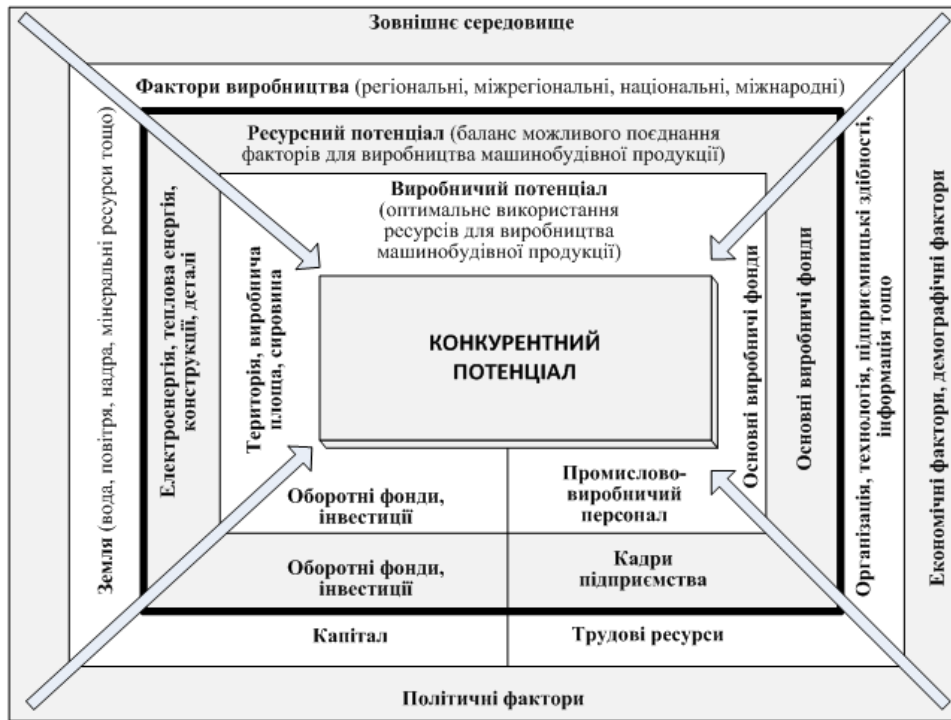 Зовнішнє середовище
Фактори виробництва (регіональні, міжрегіональні, національні, міжнародні)
Ресурсний потенціал (баланс можливого поєднання
факторів для виробництва машинобудівної продукції)
Виробничий потенціал
(оптимальне використання
ресурсів для виробництва
машинобудівної продукції)
Земля (вода, повітря, надра, мінеральні ресурси тощо)
Електроенергія, теплова енергія,
конструкції, деталі
Територія, виробнича
площа, сировина
КОНКУРЕНТНИЙ
ПОТЕНЦІАЛ
Основні виробничі фонди
Основні виробничі фонди
Організація, технологія, підприємницькі здібності,
інформація тощо
Економічні фактори, демографічні фактори
Оборотні фонди,
інвестиції
Промислово-
виробничий
персонал
Оборотні фонди,
інвестиції
Кадри
підприємства
Капітал
Трудові ресурси
Політичні фактори